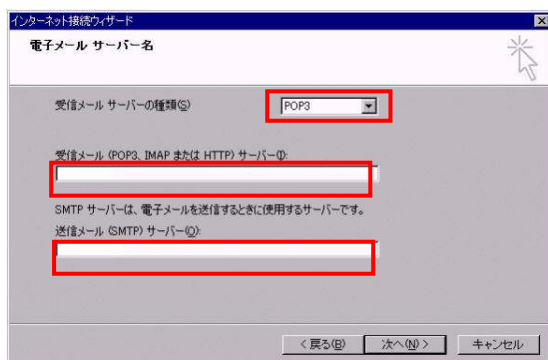 インターネット接続ウィザード
電子メール サーバー名
受信メール サーバーの種類(S)
POP3
受信メール (POP3、IMAP または HTTP) サーバー(I):
SMTP サーバーは、電子メールを送信するときに使用するサーバーです。
送信メール (SMTP) サーバー(O):
< 戻る(B)
次へ(N) >
キャンセル